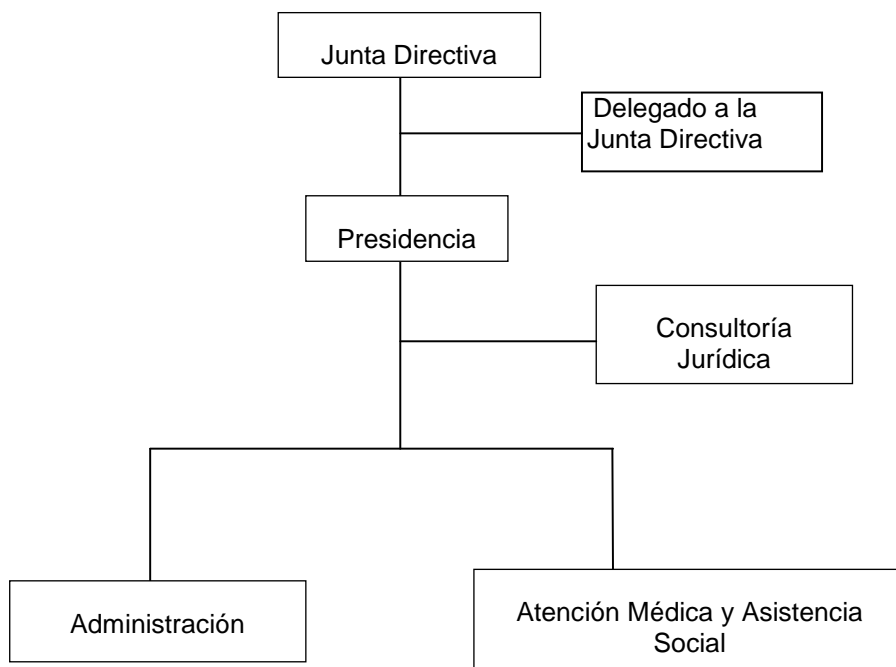 Junta Directiva
Delegado a la
Junta Directiva
Presidencia
Consultoría
Jurídica
Administración
Atención Médica y Asistencia
Social